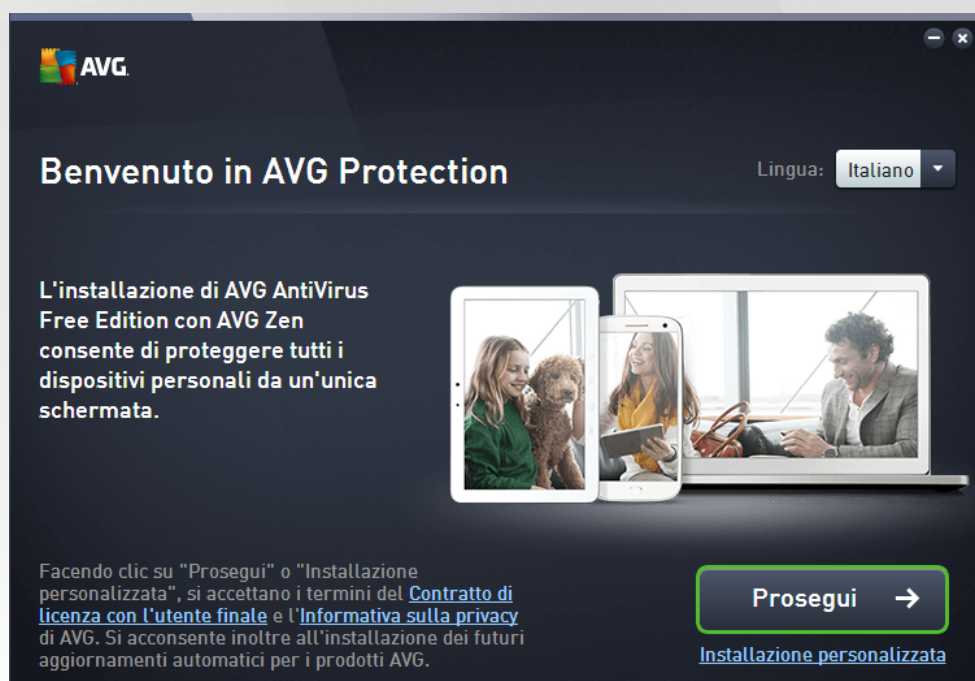 AVG.
Benvenuto in AVG Protection
Lingua: Italiano
L'installazione di AVG AntiVirus
Free Edition con AVG Zen
consente di proteggere tutti i
dispositivi personali da un'unica
schermata.
Facendo clic su "Prosegui" o "Installazione
personalizzata", si accettano i termini del Contratto di
licenza con l'utente finale e l'Informativa sulla privacy
di AVG. Si acconsente inoltre all'installazione dei futuri
aggiornamenti automatici per i prodotti AVG.
Prosegui →
Installazione personalizzata